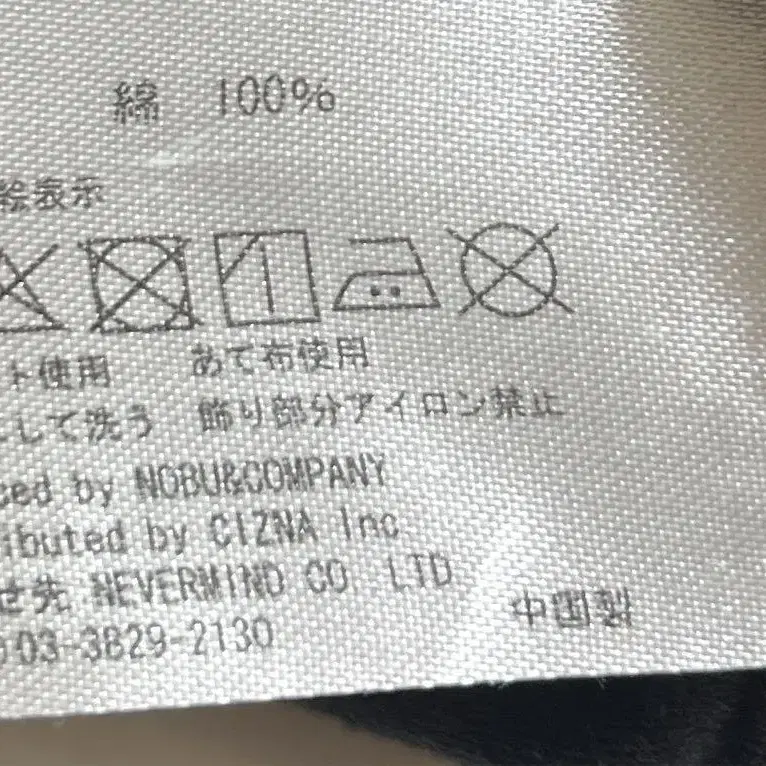 綿 100%
絵表示
ト使用 あて布使用
して洗う 飾り部分アイロン禁止
ced by NOBU&COMPANY
ibuted by CIZNA Inc.
せ先 NEVERMIND CO. LTD
03-3829-2130
中国製